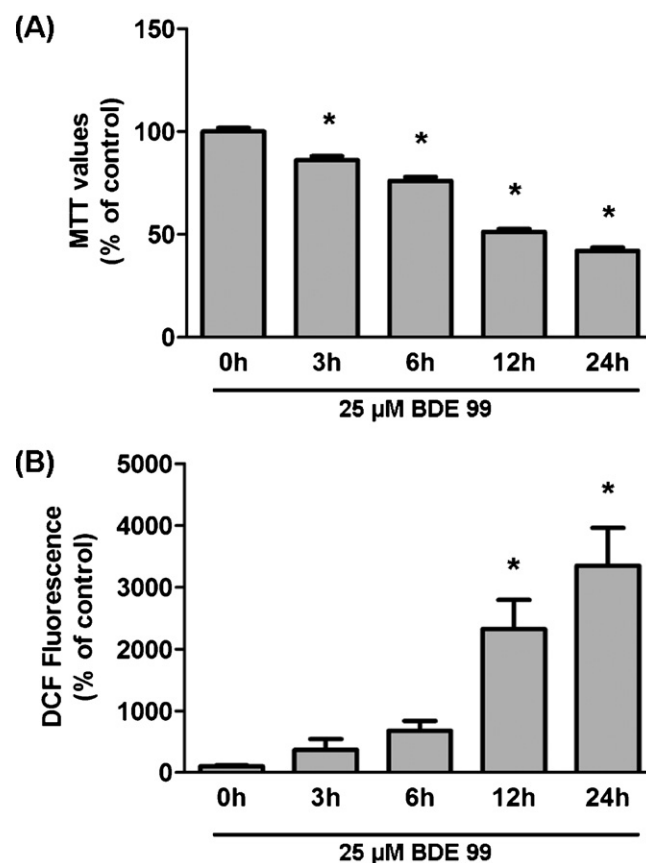 (A)
150
100
50
0
MTT values
(% of control)
* * * *
0h 3h 6h 12h 24h
25 µM BDE 99
(B)
5000
4000
3000
2000
1000
0
DCF Fluorescence
(% of control)
* *
0h 3h 6h 12h 24h
25 µM BDE 99